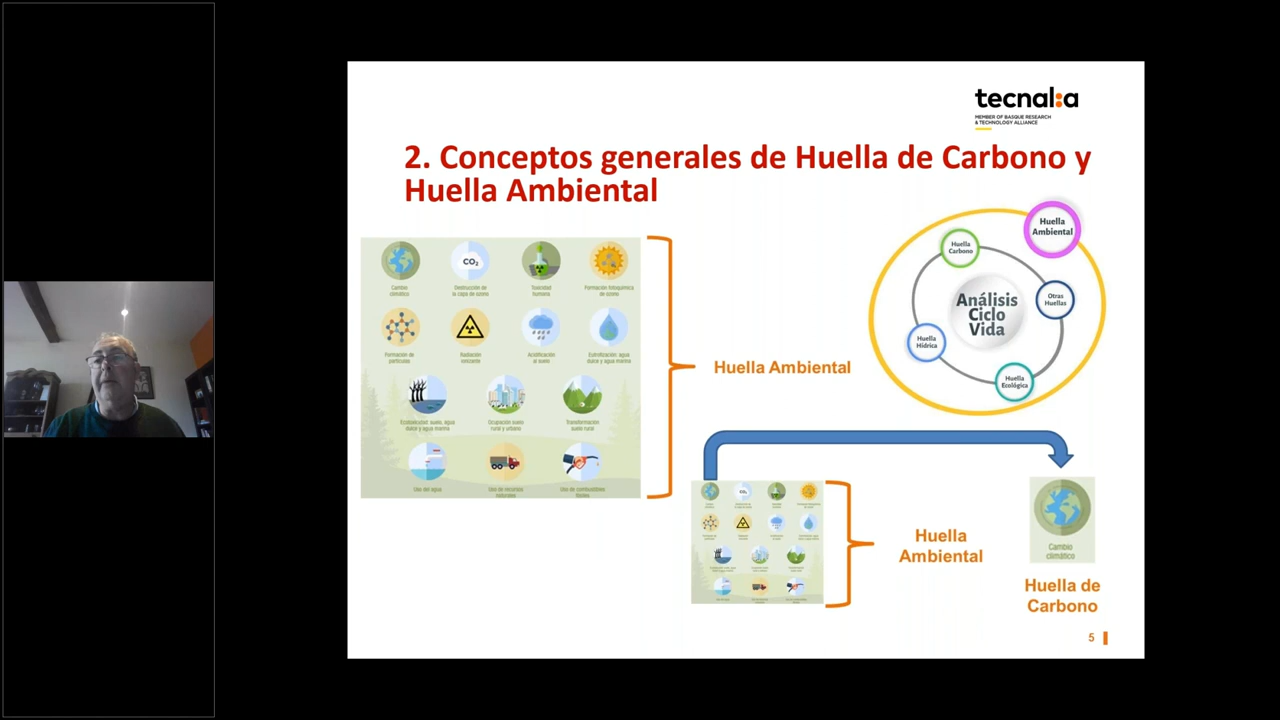 tecnal:a
MEMBER OF BASQUE RESEARCH
& TECHNOLOGY ALLIANCE
2. Conceptos generales de Huella de Carbono y
Huella Ambiental
Cambio
climático
CO₂
Destrucción de
la capa de ozono
Toxicidad
humana
Formación fotoquímica
de ozono
Formación de
partículas
Radiación
ionizante
Acidificación
al suelo
Eutrofización: agua
dulce y agua marina
Ecotoxicidad: suelo, agua
dulce y agua marina
Ocupación suelo
rural y urbano
Transformación
suelo rural
Uso del agua
Uso de recursos
naturales
Uso de combustibles
fósiles
Huella Ambiental
Huella
Ambiental
Huella
Carbono
Análisis
Ciclo
Vida
Otras
Huellas
Huella
Hídrica
Huella
Ecológica
CO₂
Huella
Ambiental
Cambio
climático
Huella de
Carbono
5